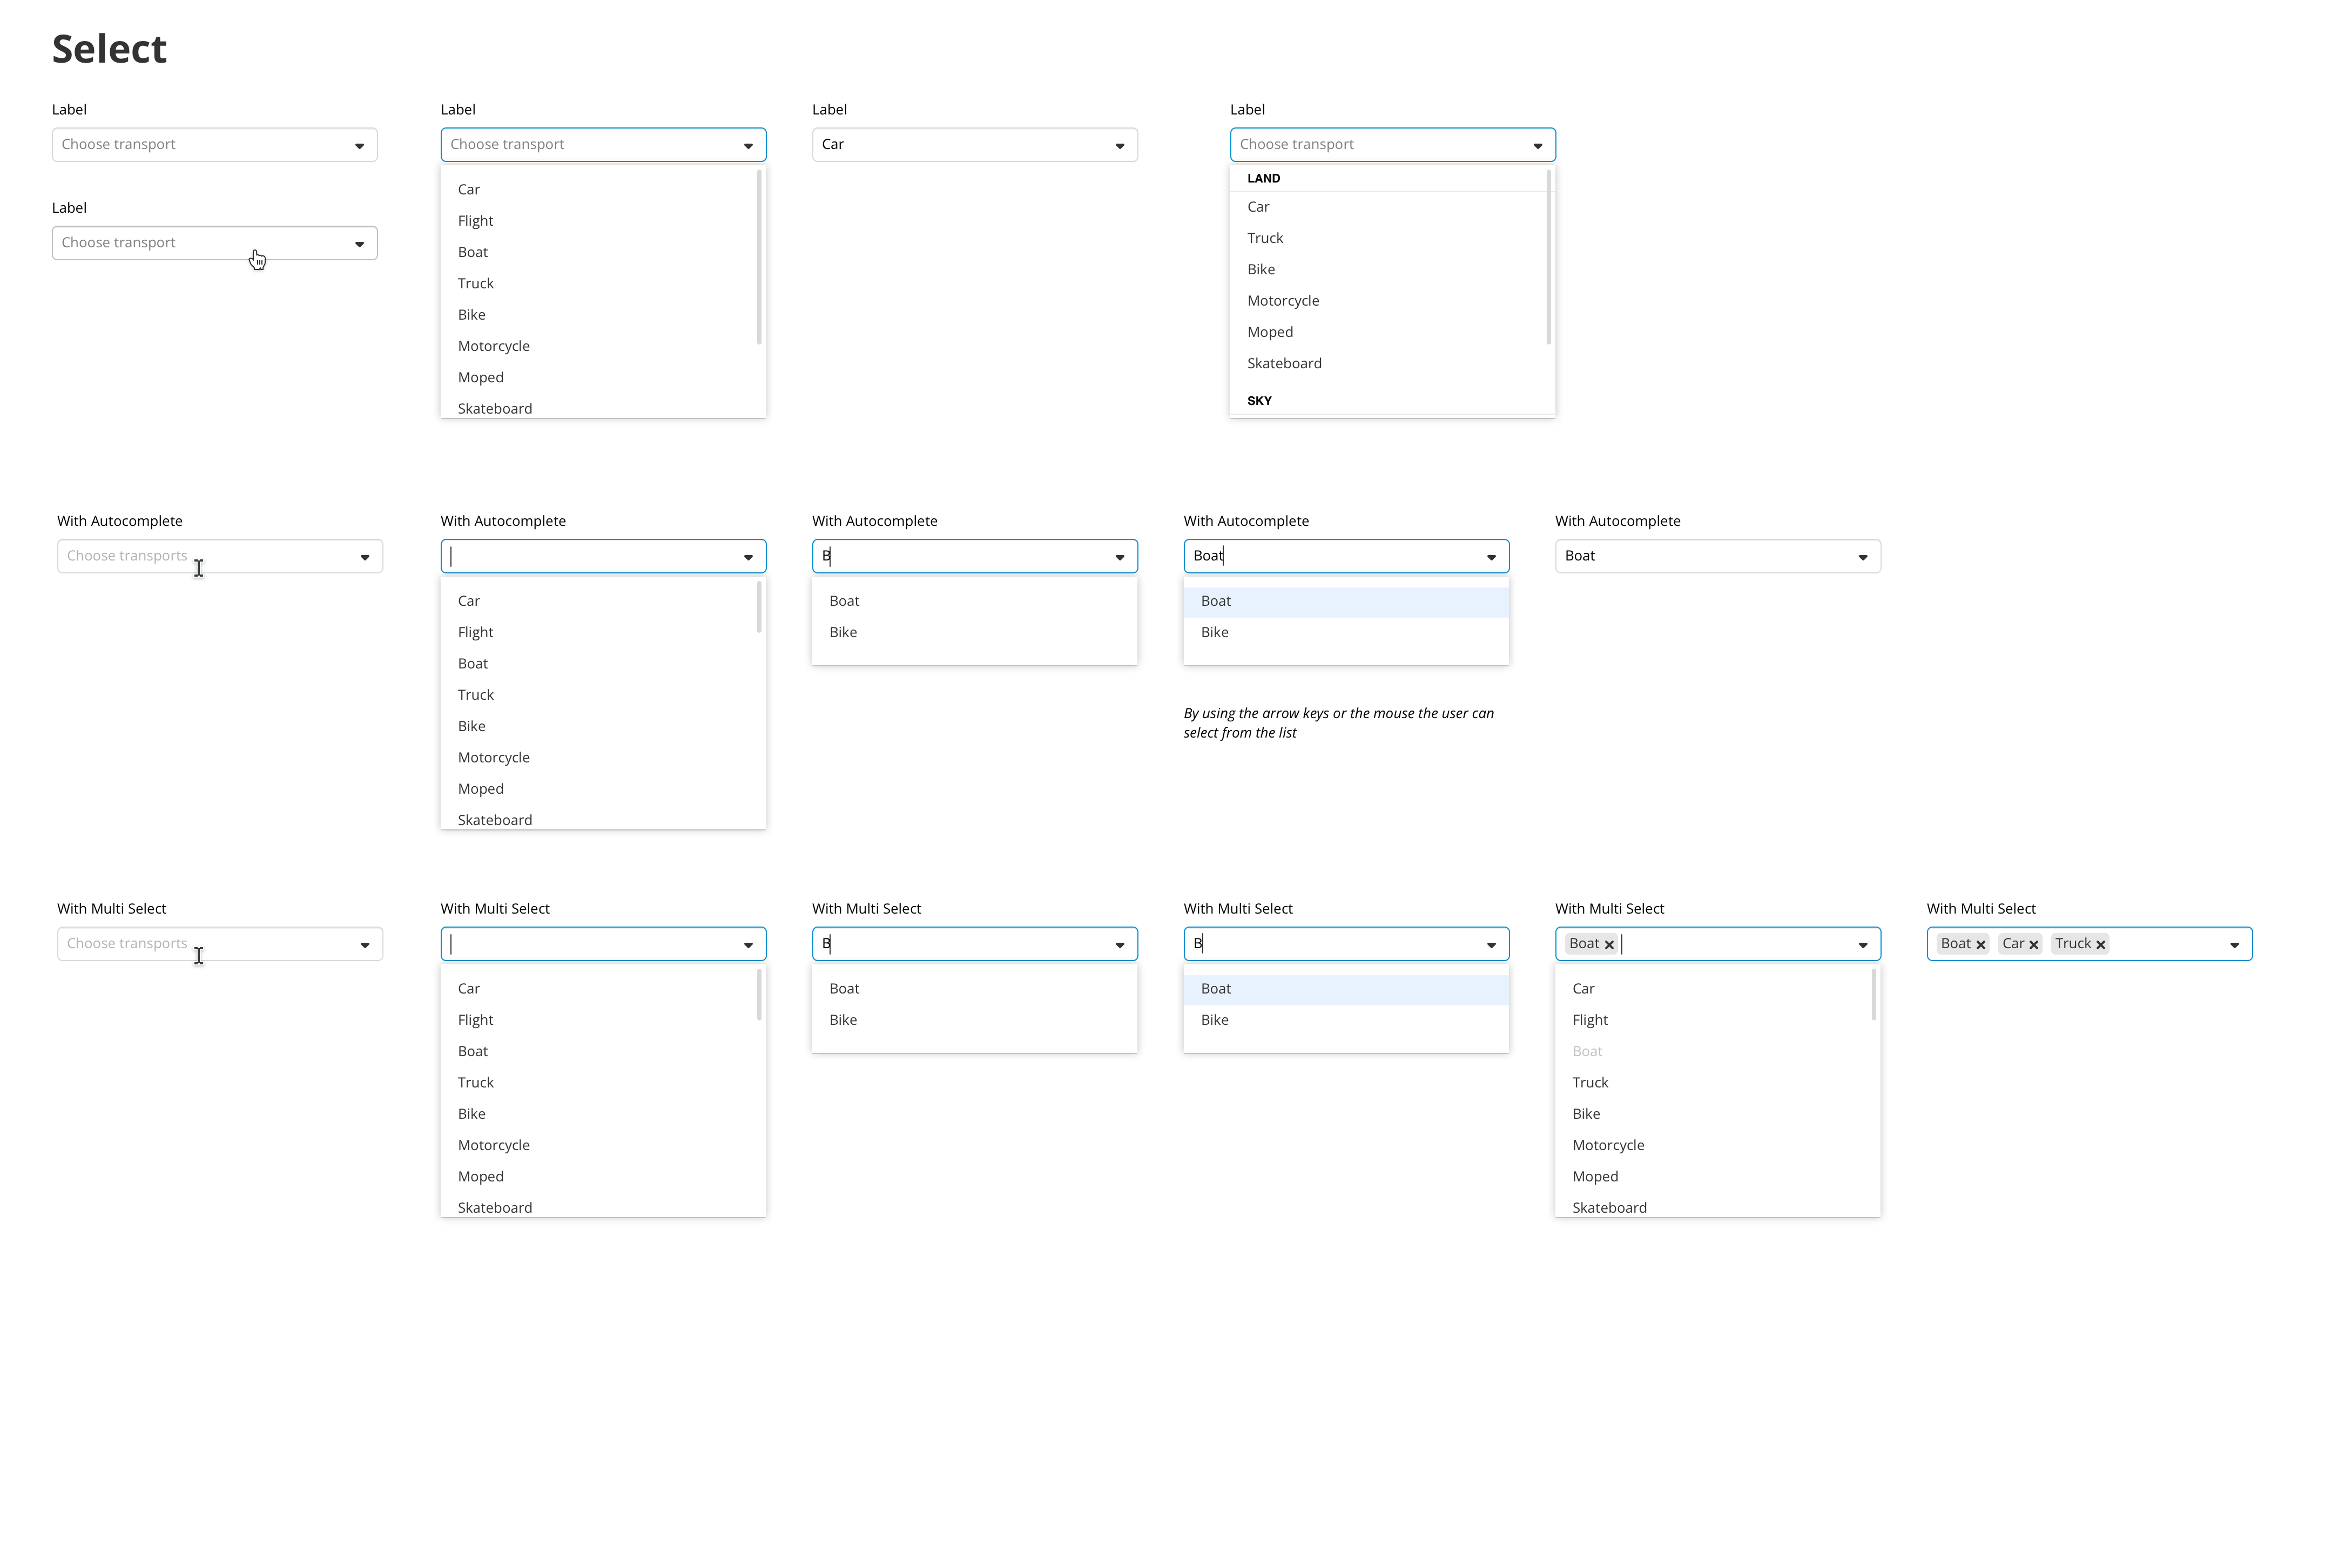 Select
Label
Choose transport
Label
Choose transport
Label
Choose transport
Car
Flight
Boat
Truck
Bike
Motorcycle
Moped
Skateboard
Label
Car
Label
Choose transport
LAND
Car
Truck
Bike
Motorcycle
Moped
Skateboard
SKY
With Autocomplete
Choose transports
With Autocomplete
Car
Flight
Boat
Truck
Bike
Motorcycle
Moped
Skateboard
With Autocomplete
B
Boat
Bike
With Autocomplete
Boat
Boat
Bike
By using the arrow keys or the mouse the user can
select from the list
With Autocomplete
Boat
With Multi Select
Choose transports
With Multi Select
Car
Flight
Boat
Truck
Bike
Motorcycle
Moped
Skateboard
With Multi Select
B
Boat
Bike
With Multi Select
B
Boat
Bike
With Multi Select
Boat
Car
Flight
Boat
Truck
Bike
Motorcycle
Moped
Skateboard
With Multi Select
Boat Car Truck